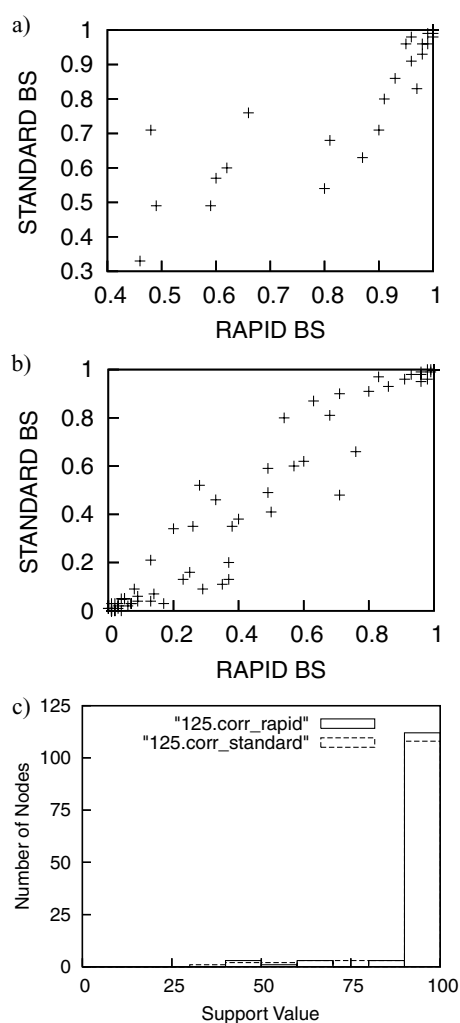 a)
STANDARD BS
1
0.9
0.8
0.7
0.6
0.5
0.4
0.3
0.4 0.5 0.6 0.7 0.8 0.9 1
RAPID BS
b)
STANDARD BS
1
0.8
0.6
0.4
0.2
0
0 0.2 0.4 0.6 0.8 1
RAPID BS
c)
Number of Nodes
125
100
75
50
25
0
"125.corr_rapid"
"125.corr_standard"
0 25 50 75 100
Support Value